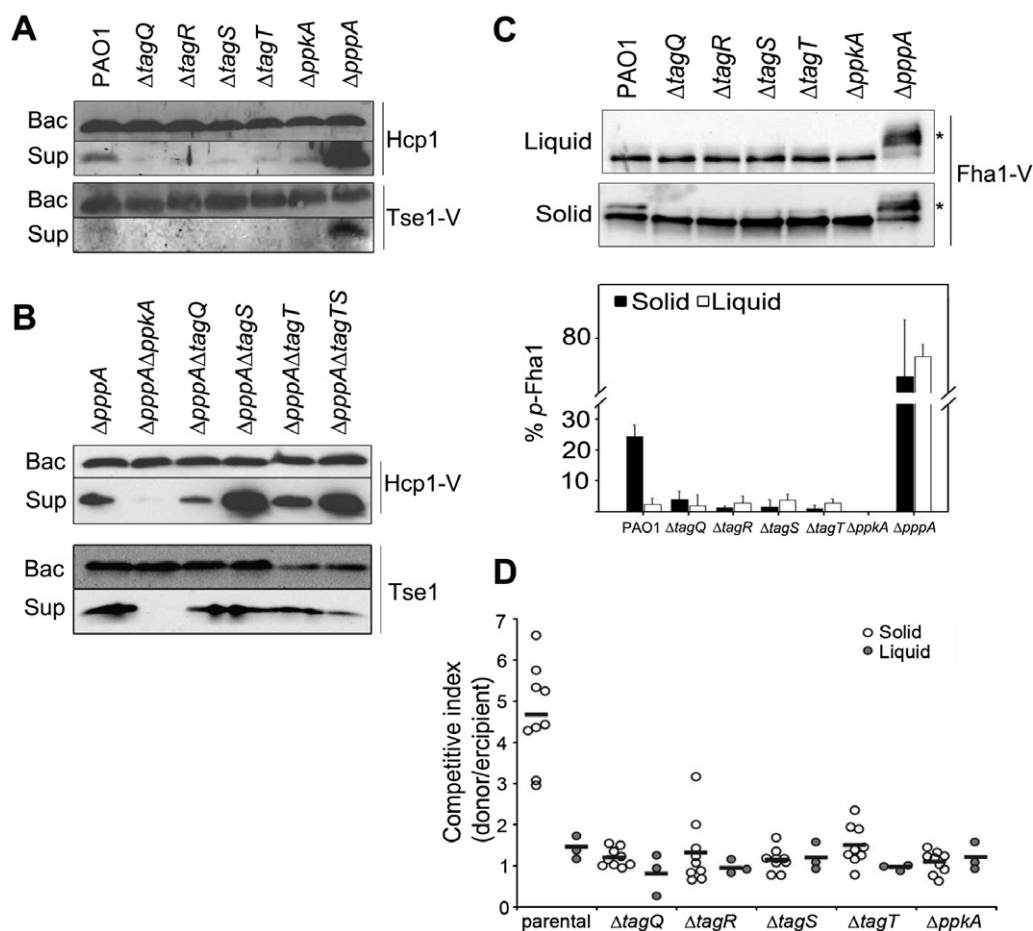 A
PAO1 ΔtagQ ΔtagR ΔtagS ΔtagT ΔppkA ΔpppA
Bac
Sup
Hcp1
Bac
Sup
Tse1-V
B
ΔpppA ΔpppAΔppkA ΔpppAΔtagQ ΔpppAΔtagS ΔpppAΔtagT ΔpppAΔtagTS
Bac
Sup
Hcp1-V
Bac
Sup
Tse1
C
PAO1 ΔtagQ ΔtagR ΔtagS ΔtagT ΔppkA ΔpppA
Liquid *
Solid *
Fha1-V
Solid Liquid
% p-Fha1
80
30
20
10
PAO1 ΔtagQ ΔtagR ΔtagS ΔtagT ΔppkA ΔpppA
D
Solid
Liquid
Competitive index
(donor/ercipient)
7
6
5
4
3
2
1
0
parental ΔtagQ ΔtagR ΔtagS ΔtagT ΔppkA